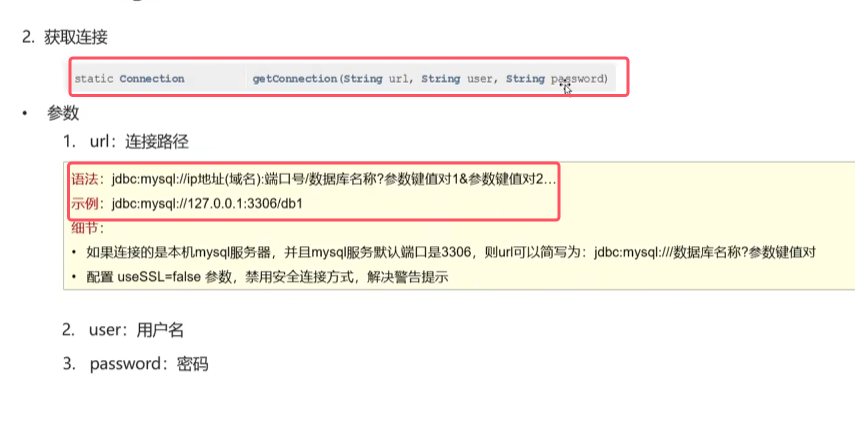 2. 获取连接
static Connection getConnection(String url, String user, String password)
• 参数
1. url：连接路径
语法：jdbc:mysql://ip地址(域名):端口号/数据库名称?参数键值对1&参数键值对2…
示例：jdbc:mysql://127.0.0.1:3306/db1
细节：
• 如果连接的是本机mysql服务器，并且mysql服务默认端口是3306，则url可以简写为：jdbc:mysql:///数据库名称?参数键值对
• 配置 useSSL=false 参数，禁用安全连接方式，解决警告提示
2. user：用户名
3. password：密码